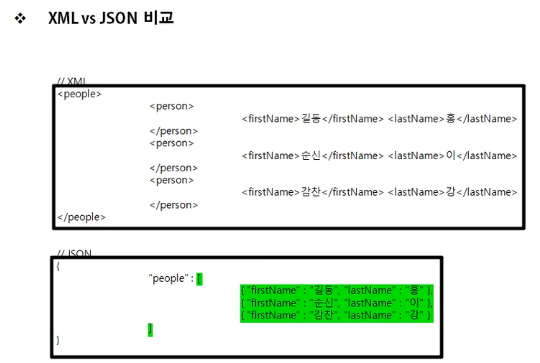 ❖ XML vs JSON 비교
// XML
<people>
<person>
<firstName>길동</firstName> <lastName>홍</lastName>
</person>
<person>
<firstName>순신</firstName> <lastName>이</lastName>
</person>
<person>
<firstName>감찬</firstName> <lastName>강</lastName>
</person>
</people>
// JSON
{
"people" : [
{ "firstName" : "길동", "lastName" : "홍" },
{ "firstName" : "순신", "lastName" : "이" },
{ "firstName" : "감찬", "lastName" : "강" }
]
}